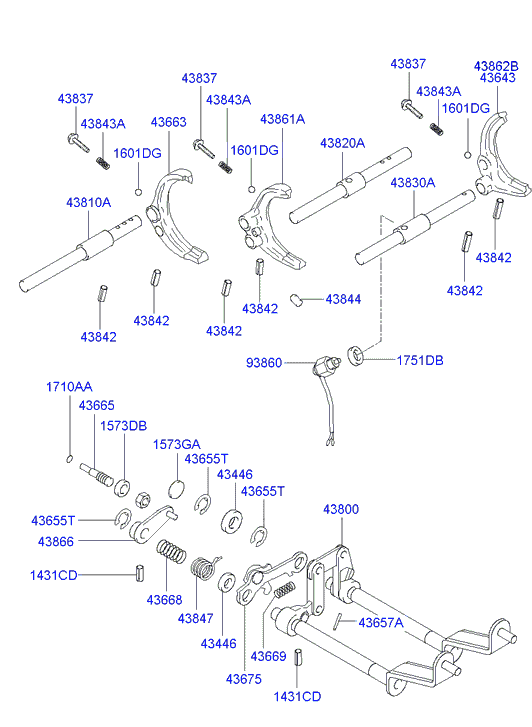 43862B
43837
43643
43837
43843A
43837
43843A
1601DG
43843A
43663
43861A
43820A
1601DG
1601DG
43830A
43810A
43842
43842
43842
43842
43844
43842
43842
93860
1751DB
1710AA
43665
1573DB
1573GA
43655T
43446
43655T
43800
43655T
43866
1431CD
43668
43847
43657A
43446
43669
43675
1431CD